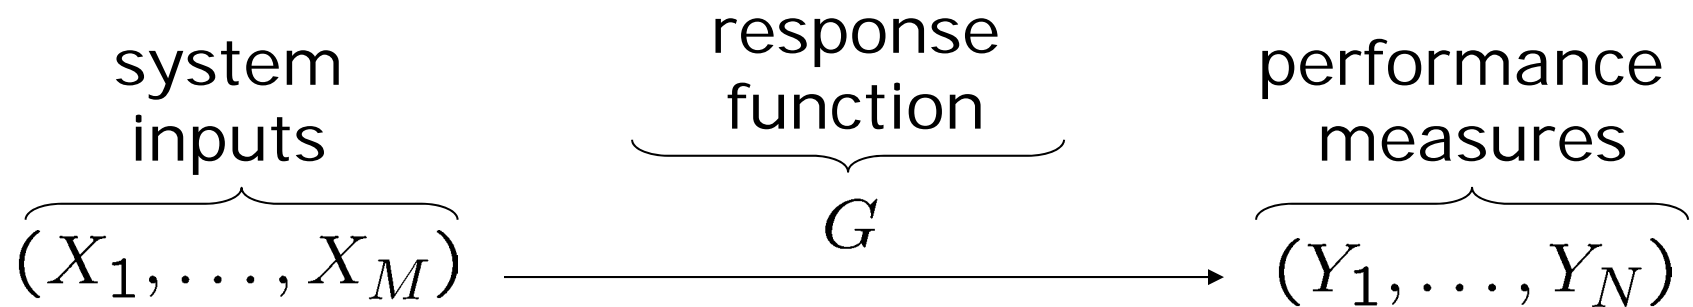 system
inputs
(X_1, . . . , X_M)
response
function
G
performance
measures
(Y_1, . . . , Y_N)